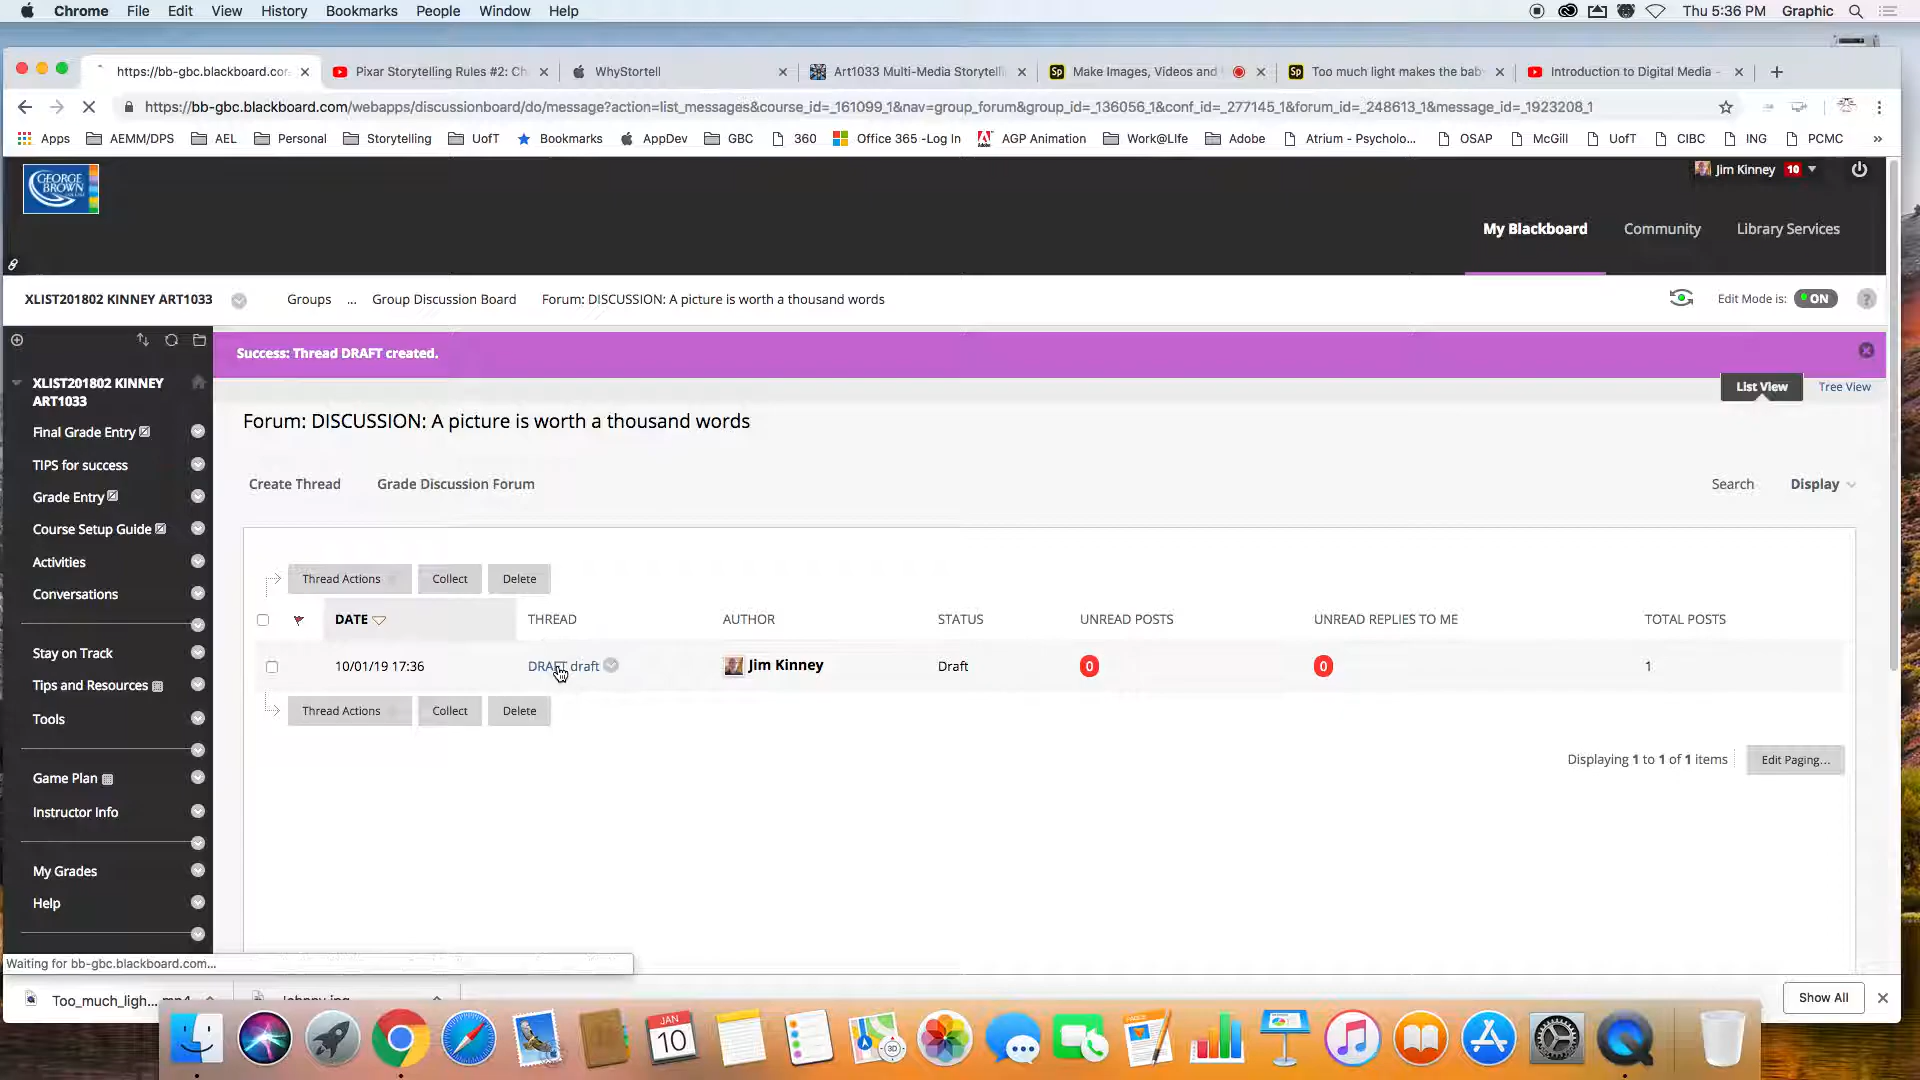 Chrome File Edit View History Bookmarks People Window Help
Thu 5:36 PM Graphic
https://bb-gbc.blackboard.cor
Pixar Storytelling Rules #2: Ch
WhyStortell
Art1033 Multi-Media Storytelli
Make Images, Videos and
Too much light makes the bab
Introduction to Digital Media -
https://bb-gbc.blackboard.com/webapps/discussionboard/do/message?action=list_messages&course_id=_161099_1&nav=group_forum&group_id=_136056_1&conf_id=_277145_1&forum_id=_248613_1&message_id=_1923208_1
Apps AEMM/DPS AEL Personal Storytelling UofT Bookmarks AppDev GBC 360 Office 365 -Log In AGP Animation Work@LIfe Adobe Atrium - Psycholo... OSAP McGill UofT CIBC ING PCMC »
GEORGE BROWN
Jim Kinney 10
My Blackboard Community Library Services
XLIST201802 KINNEY ART1033
Groups ... Group Discussion Board Forum: DISCUSSION: A picture is worth a thousand words
Edit Mode is: ON ?
Success: Thread DRAFT created.
List View Tree View
XLIST201802 KINNEY
ART1033
Final Grade Entry
TIPS for success
Grade Entry
Course Setup Guide
Activities
Conversations
Stay on Track
Tips and Resources
Tools
Game Plan
Instructor Info
My Grades
Help
Forum: DISCUSSION: A picture is worth a thousand words
Create Thread Grade Discussion Forum Search Display
Thread Actions Collect Delete
DATE THREAD AUTHOR STATUS UNREAD POSTS UNREAD REPLIES TO ME TOTAL POSTS
10/01/19 17:36 DRAFT draft Jim Kinney Draft 0 0 1
Thread Actions Collect Delete
Displaying 1 to 1 of 1 items Edit Paging...
Waiting for bb-gbc.blackboard.com...
Too_much_ligh....mp4 Johnny.jpg
Show All
JAN
10
PAGES
3D